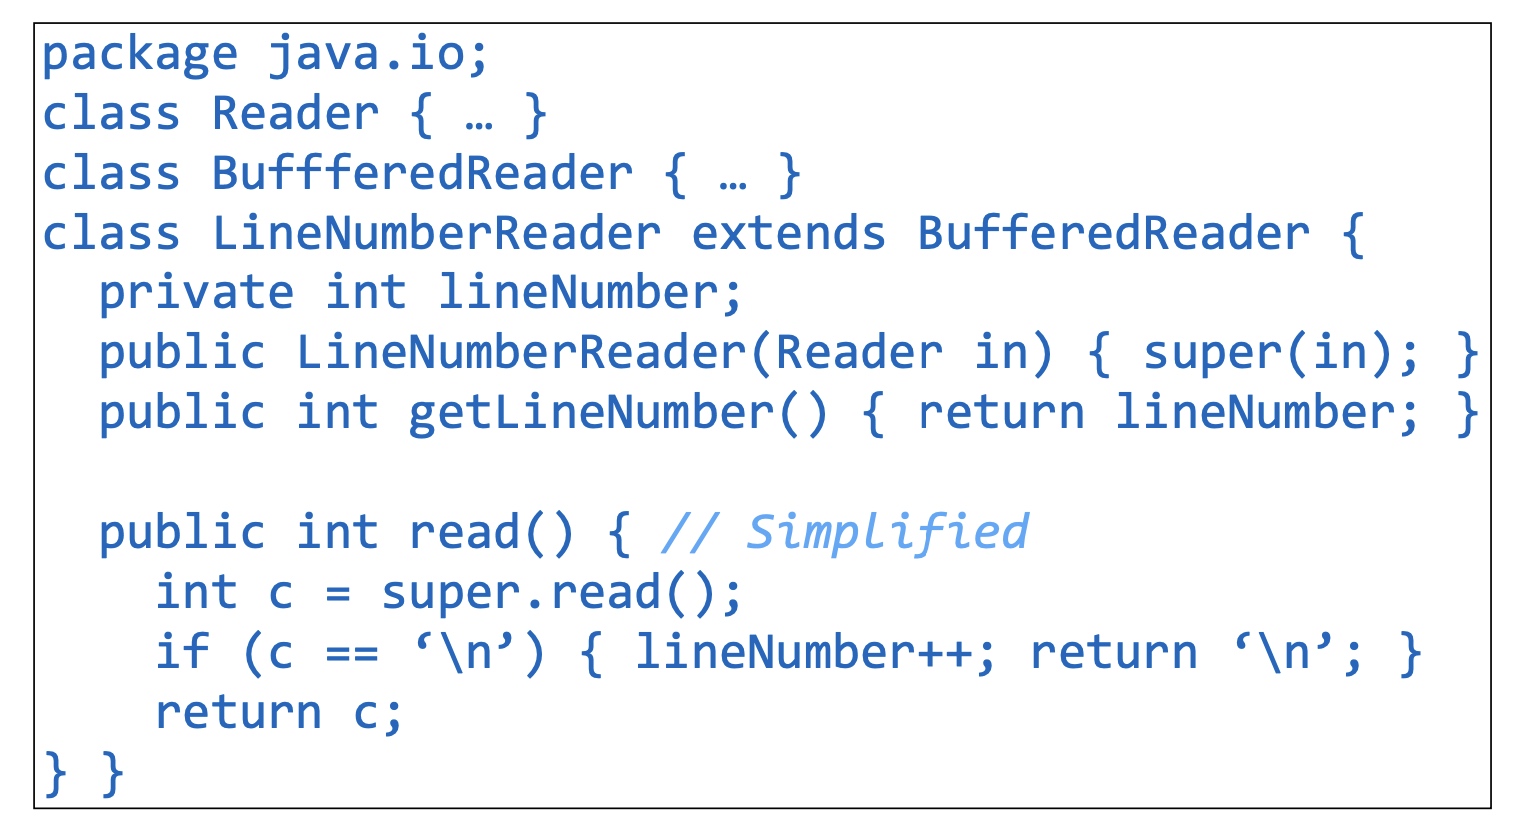 package java.io;
class Reader { … }
class BuffferedReader { … }
class LineNumberReader extends BufferedReader {
  private int lineNumber;
  public LineNumberReader(Reader in) { super(in); }
  public int getLineNumber() { return lineNumber; }

  public int read() { // Simplified
    int c = super.read();
    if (c == ‘\n’) { lineNumber++; return ‘\n’; }
    return c;
} }